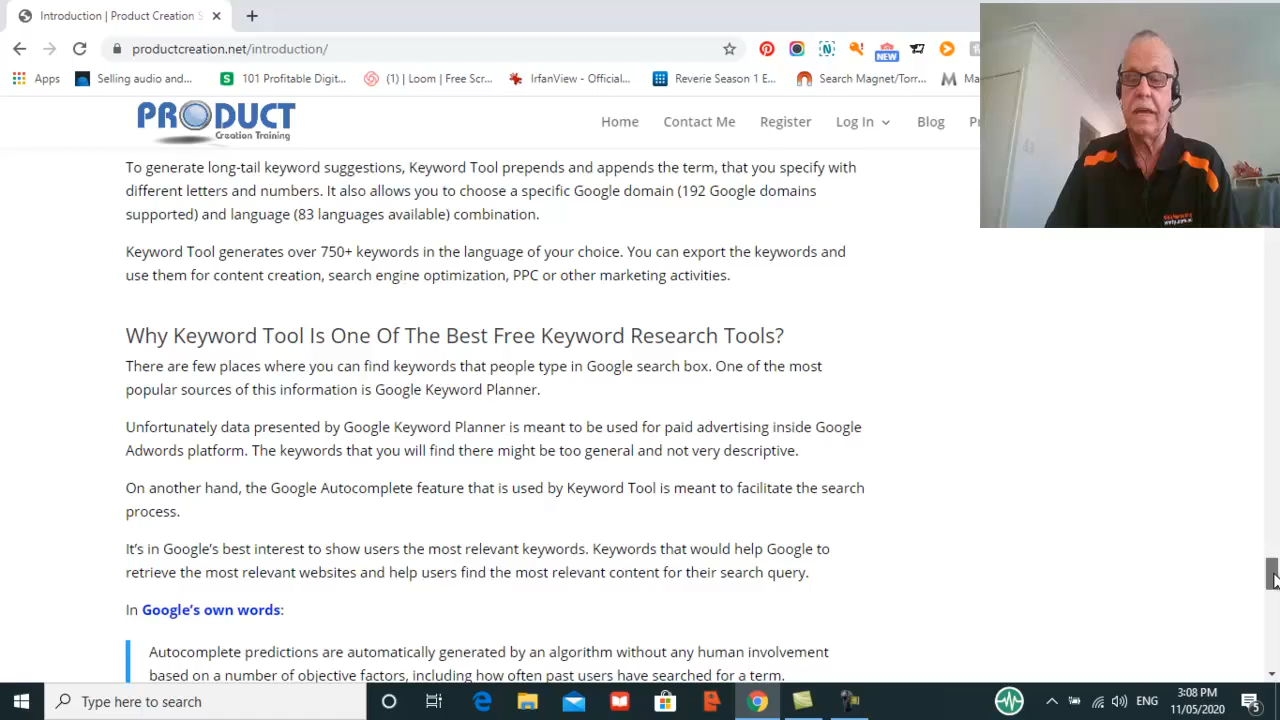 Introduction | Product Creation
productcreation.net/introduction/
NEW
Apps
Selling audio and...
101 Profitable Digit...
(1) | Loom | Free Scr...
IrfanView - Official...
Reverie Season 1 E...
Search Magnet/Torr...
PRODUCT
Creation Training
Home
Contact Me
Register
Log In
Blog
To generate long-tail keyword suggestions, Keyword Tool prepends and appends the term, that you specify with
different letters and numbers. It also allows you to choose a specific Google domain (192 Google domains
supported) and language (83 languages available) combination.
Keyword Tool generates over 750+ keywords in the language of your choice. You can export the keywords and
use them for content creation, search engine optimization, PPC or other marketing activities.
Why Keyword Tool Is One Of The Best Free Keyword Research Tools?
There are few places where you can find keywords that people type in Google search box. One of the most
popular sources of this information is Google Keyword Planner.
Unfortunately data presented by Google Keyword Planner is meant to be used for paid advertising inside Google
Adwords platform. The keywords that you will find there might be too general and not very descriptive.
On another hand, the Google Autocomplete feature that is used by Keyword Tool is meant to facilitate the search
process.
It's in Google's best interest to show users the most relevant keywords. Keywords that would help Google to
retrieve the most relevant websites and help users find the most relevant content for their search query.
In Google's own words:
Autocomplete predictions are automatically generated by an algorithm without any human involvement
based on a number of objective factors, including how often past users have searched for a term.
Type here to search
ENG
3:08 PM
11/05/2020
5